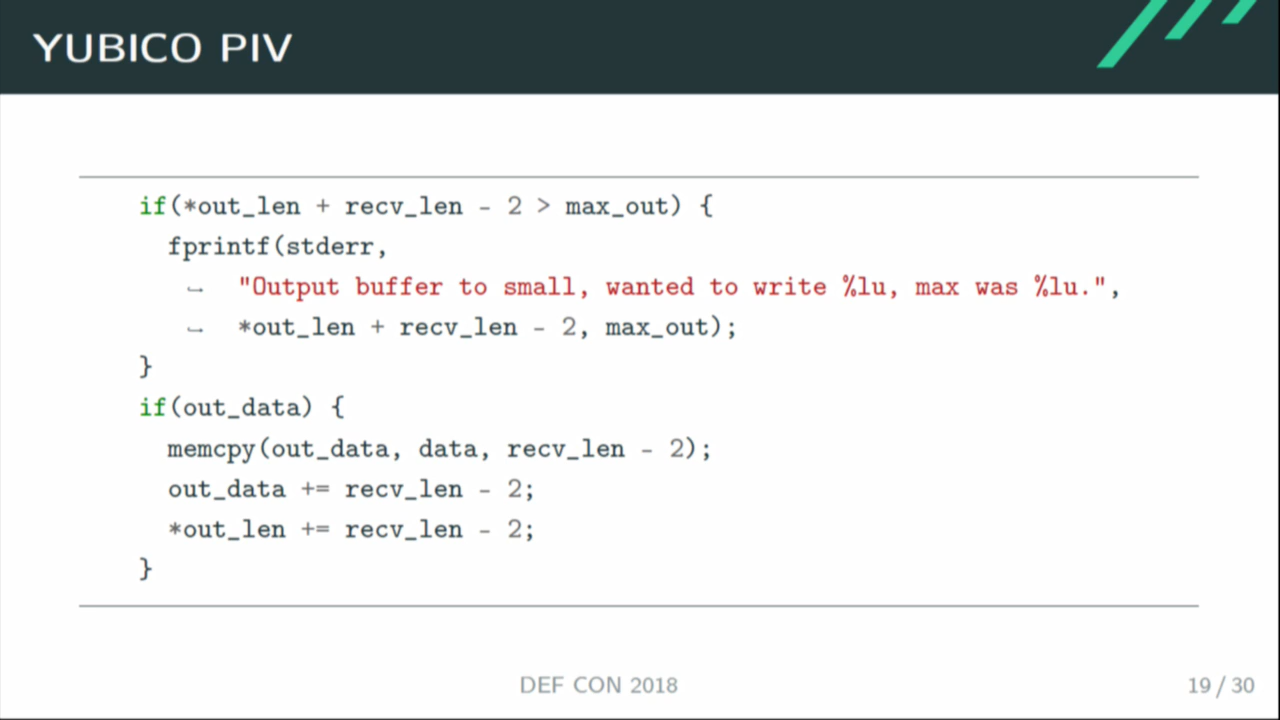 YUBICO PIV
if(*out_len + recv_len - 2 > max_out) {
fprintf(stderr,
↪ "Output buffer to small, wanted to write %lu, max was %lu.",
↪ *out_len + recv_len - 2, max_out);
}
if(out_data) {
memcpy(out_data, data, recv_len - 2);
out_data += recv_len - 2;
*out_len += recv_len - 2;
}
DEF CON 2018
19 / 30